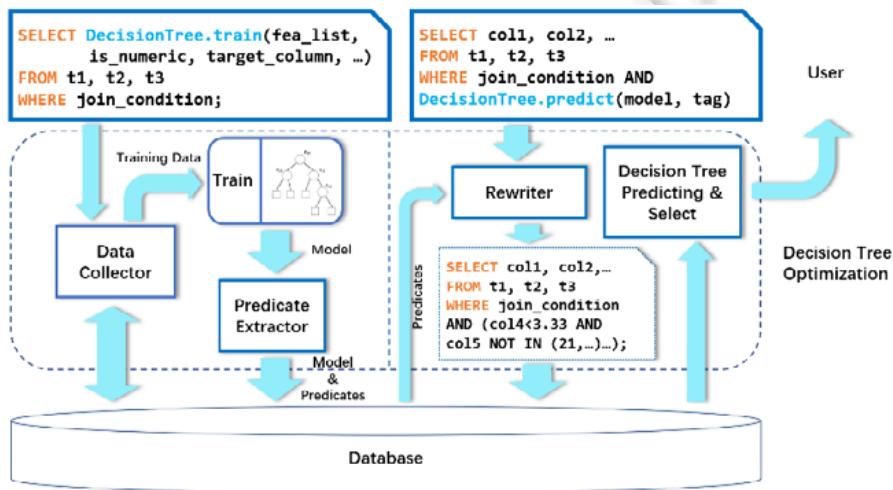 SELECT DecisionTree.train(fea_list,
is_numeric, target_column, …)
FROM t1, t2, t3
WHERE join_condition;
SELECT col1, col2, …
FROM t1, t2, t3
WHERE join_condition AND
DecisionTree.predict(model, tag)
User
Training Data
Train
Data
Collector
Model
Predicate
Extractor
Model
&
Predicates
Predicates
Rewriter
SELECT col1, col2,…
FROM t1, t2, t3
WHERE join_condition
AND (col4<3.33 AND
col5 NOT IN (21,…)…);
Decision Tree
Predicting &
Select
Decision Tree
Optimization
Database